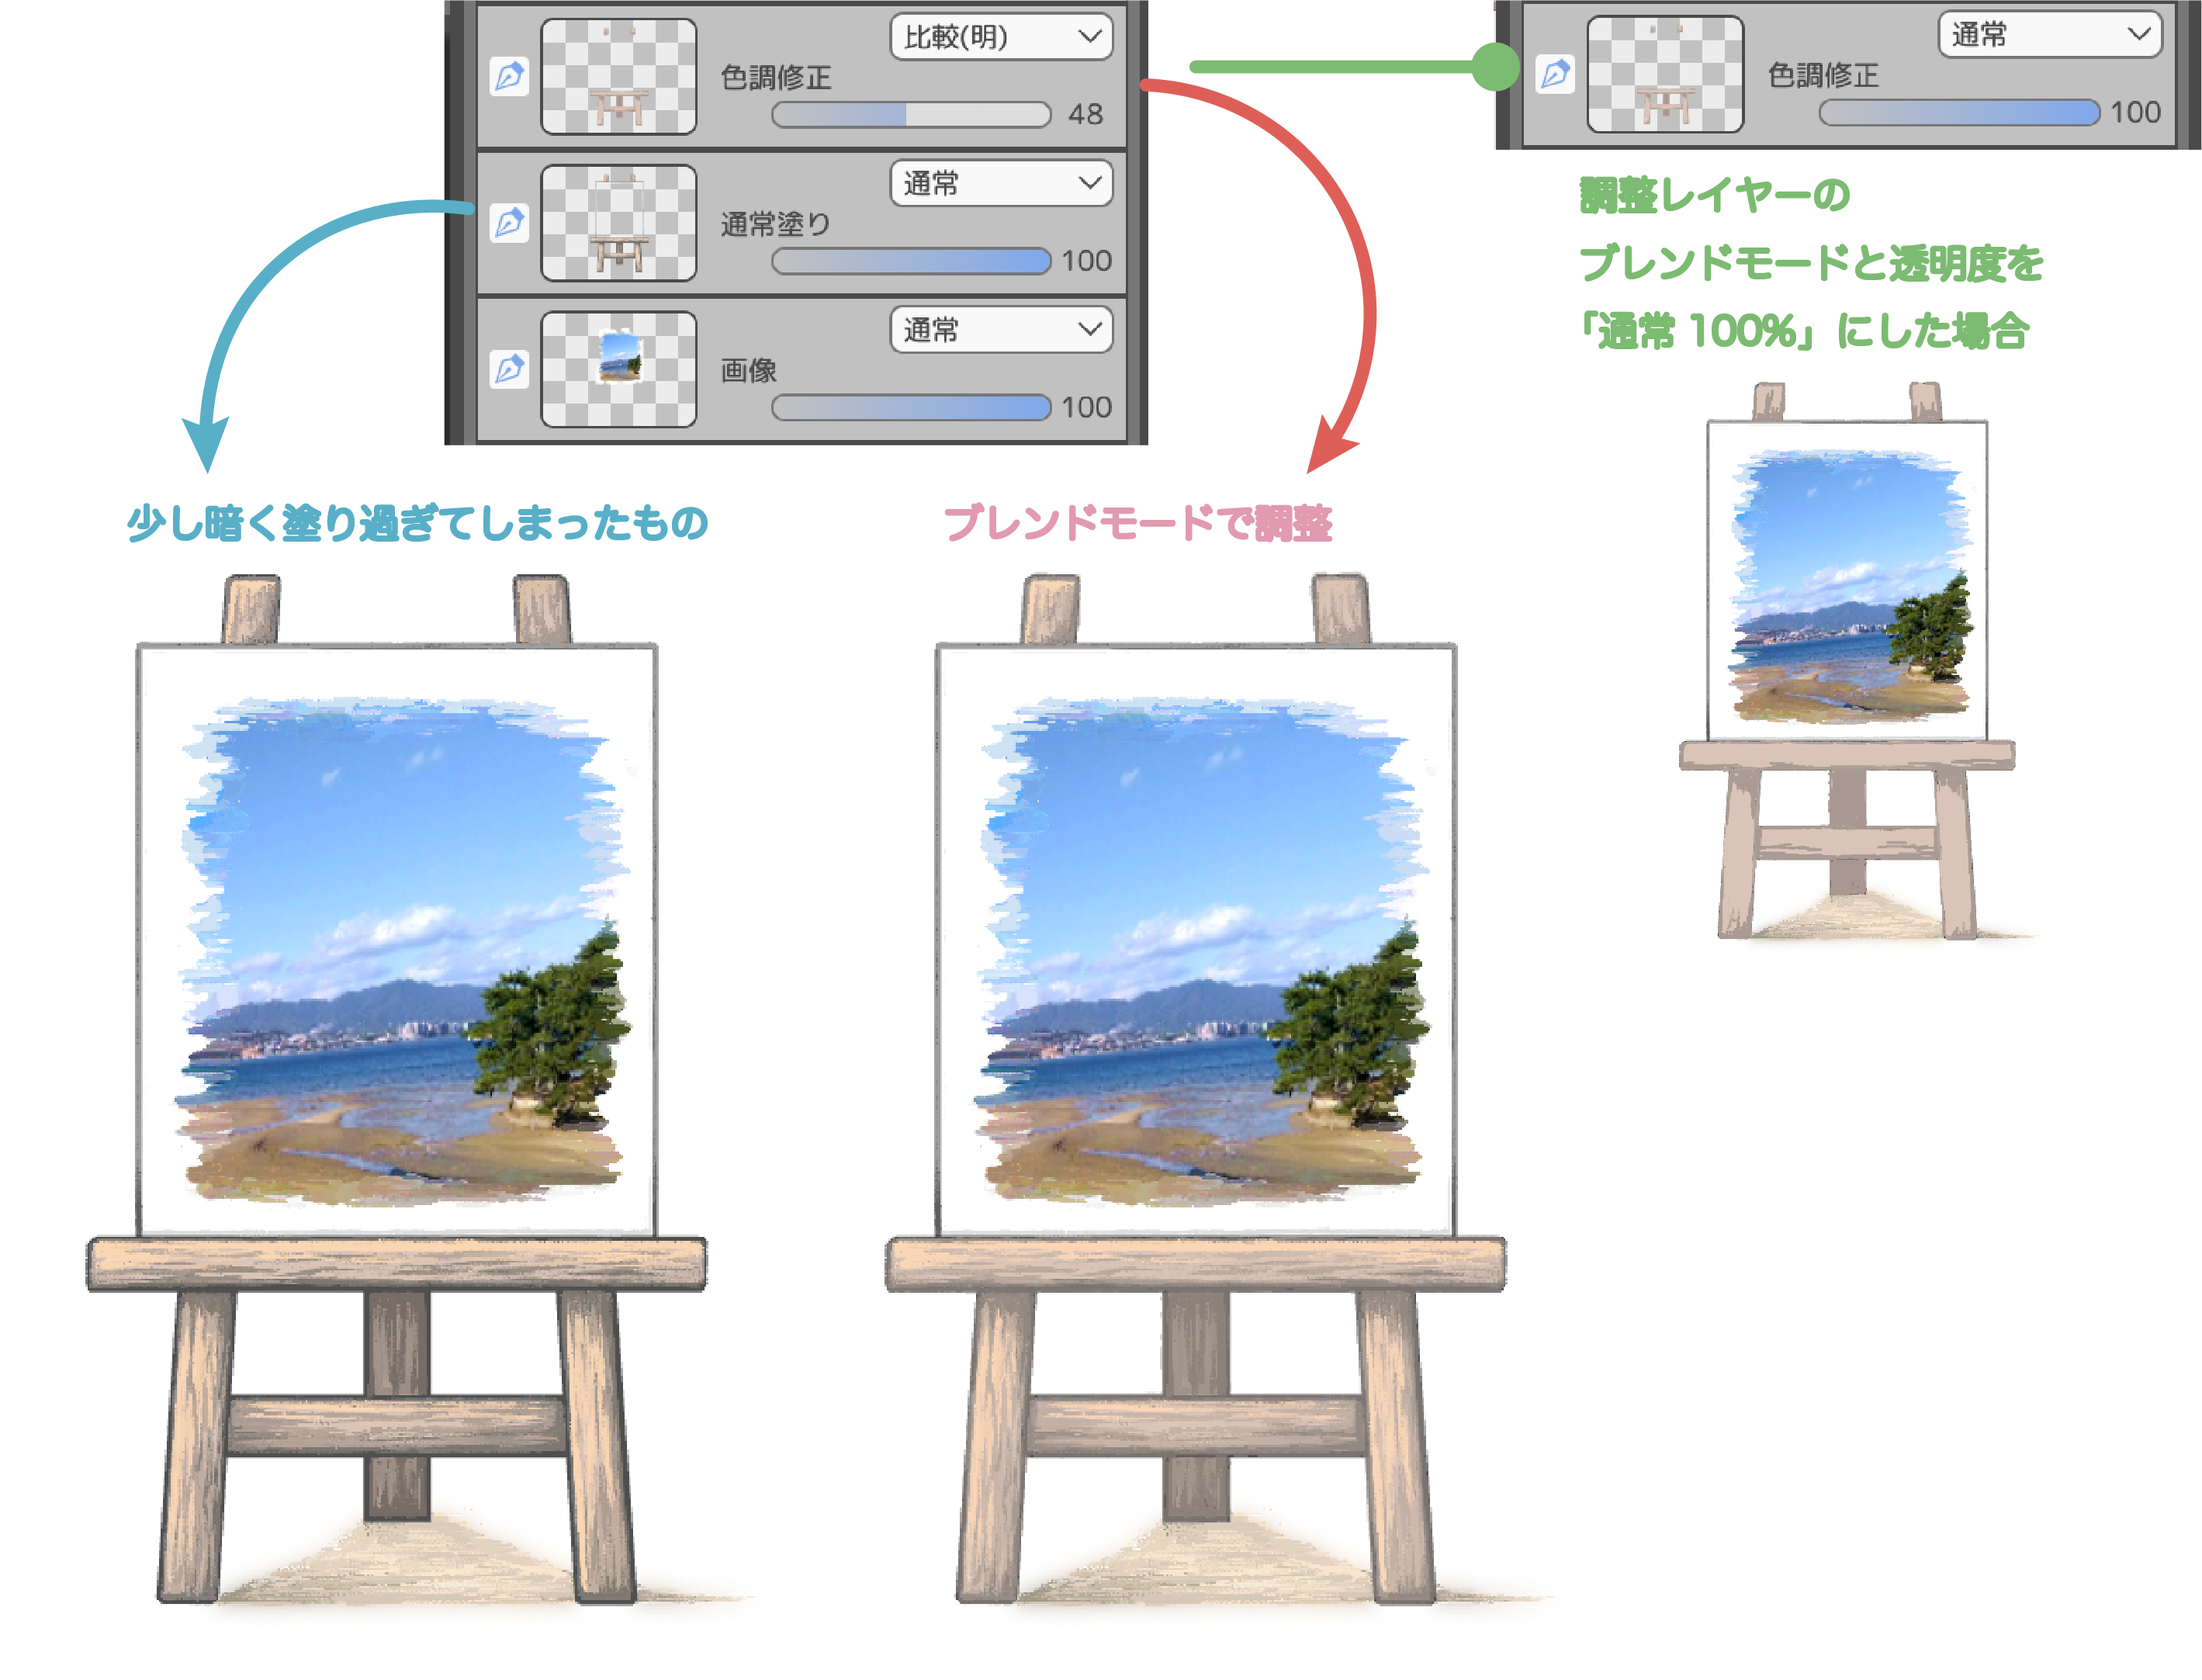 比較(明)
色調修正
48
通常
通常塗り
100
通常
画像
100
通常
色調修正
100
調整レイヤーの
ブレンドモードと透明度を
「通常 100%」にした場合
少し暗く塗り過ぎてしまったもの
ブレンドモードで調整